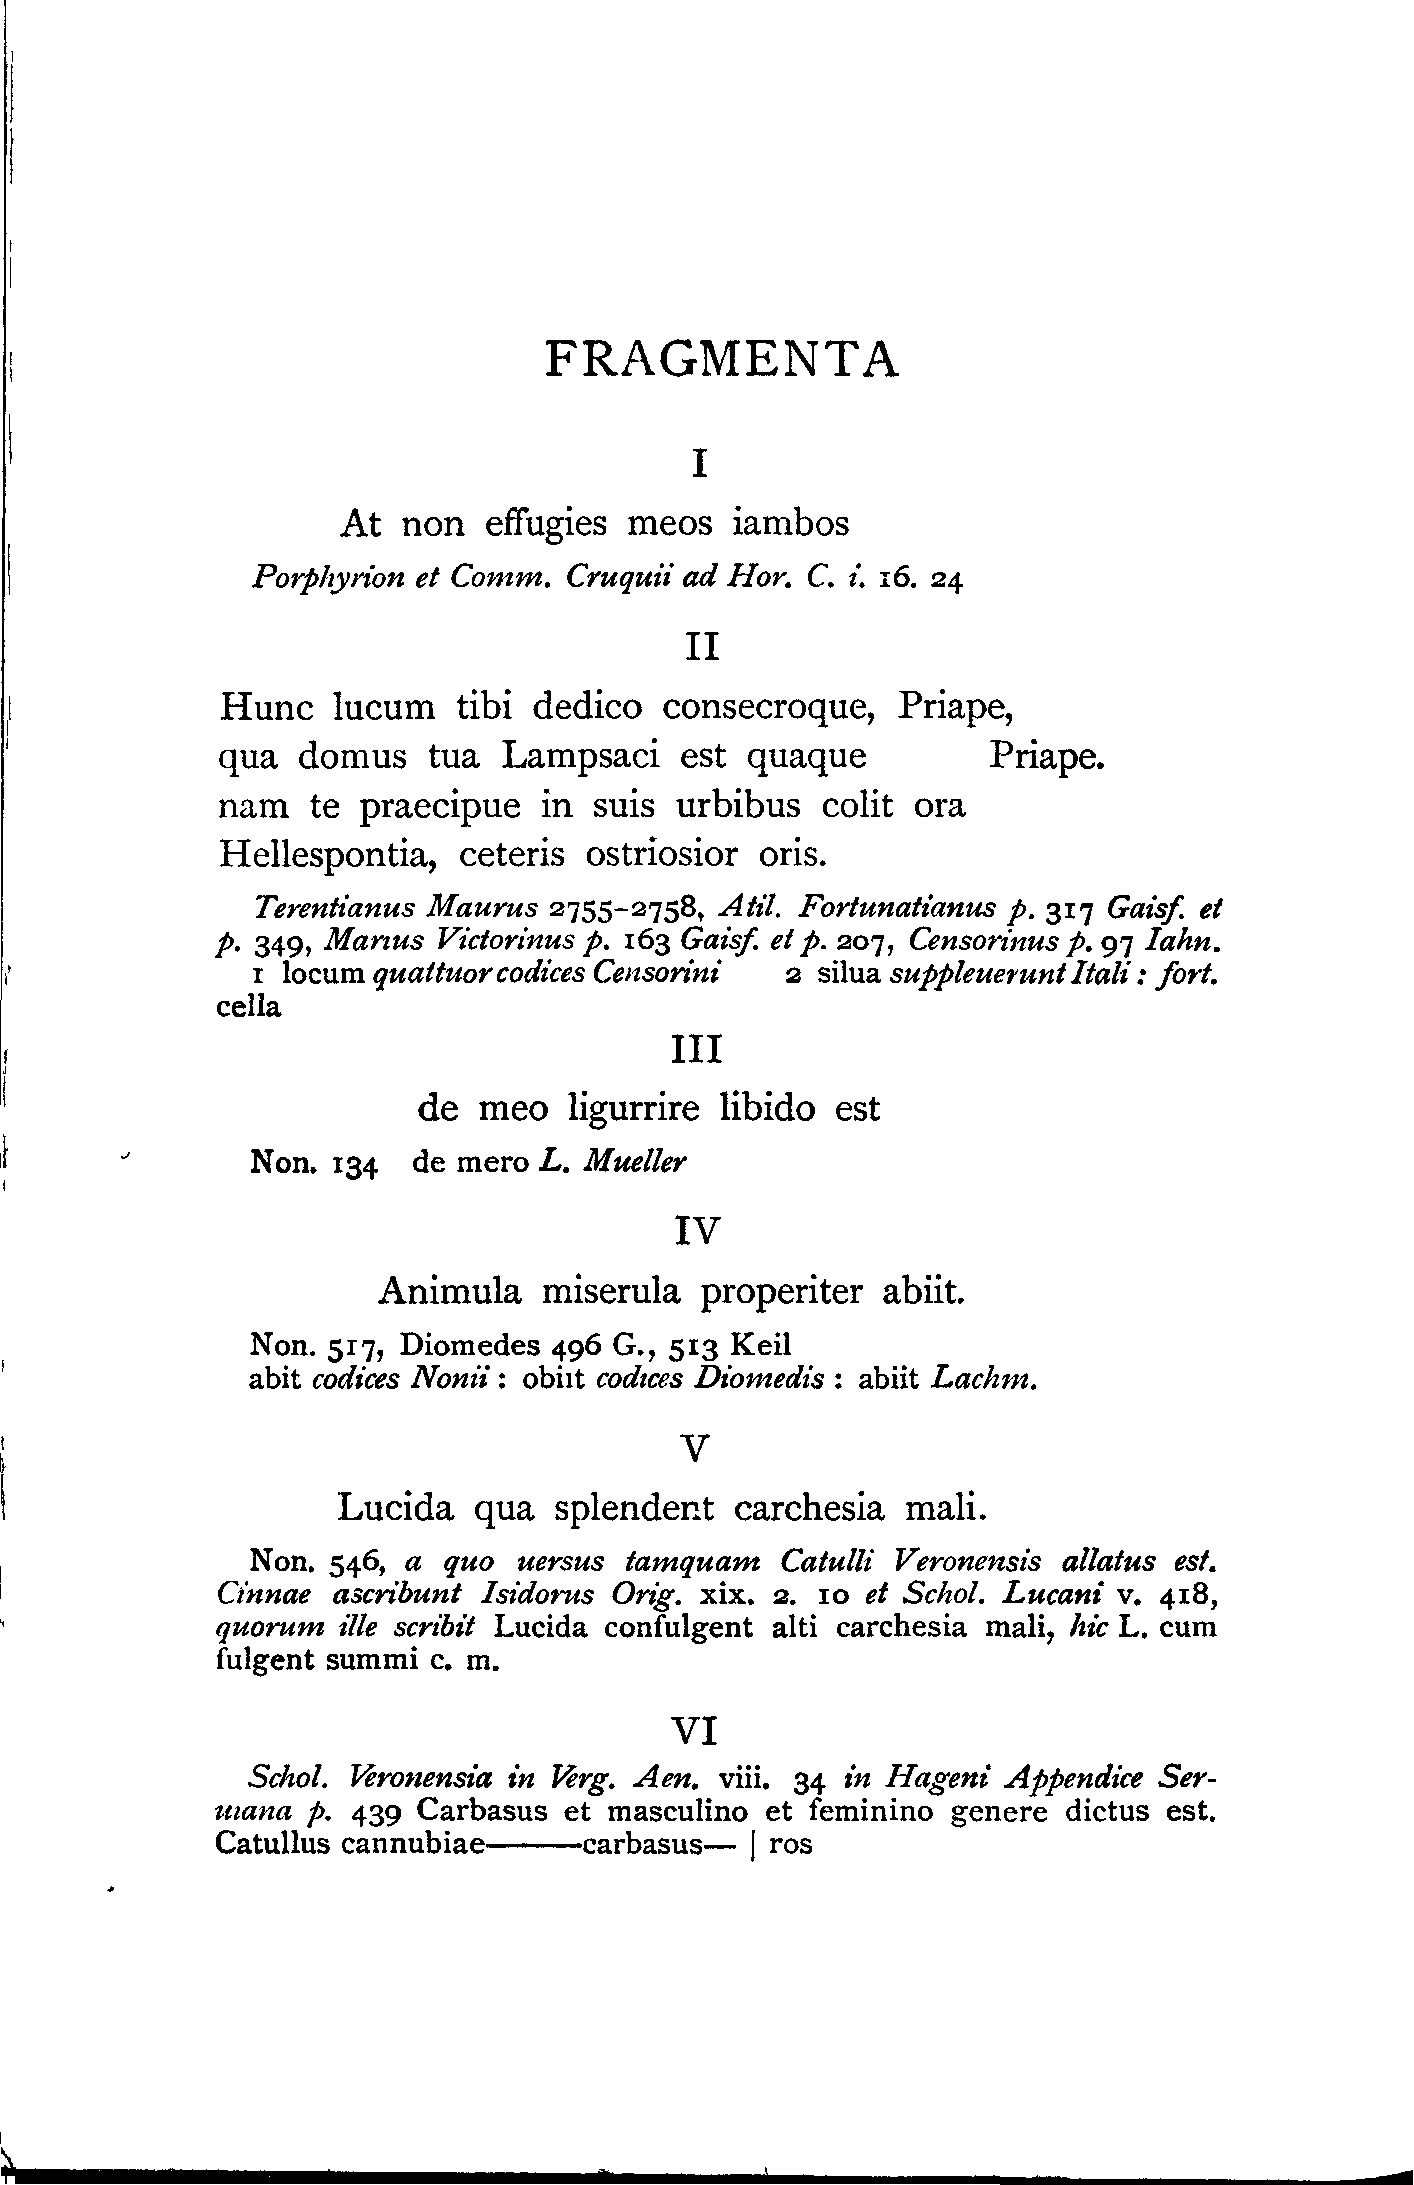 FRAGMENTA
I
At non effugies meos iambos
Porphyrion et Comm. Cruquii ad Hor. C. i. 16. 24
II
Hunc lucum tibi dedico consecroque, Priape,
qua domus tua Lampsaci est quaque Priape.
nam te praecipue in suis urbibus colit ora
Hellespontia, ceteris ostriosior oris.
Terentianus Maurus 2755-2758, Atil. Fortunatianus p. 317 Gaisf. et
p. 349, Marius Victorinus p. 163 Gaisf. et p. 207, Censorinus p. 97 Iahn.
1 locum quattuor codices Censorini 2 silua suppleuerunt Itali : fort.
cella
III
de meo ligurrire libido est
Non. 134 de mero L. Mueller
IV
Animula miserula properiter abiit.
Non. 517, Diomedes 496 G., 513 Keil
abit codices Nonii : obiit codices Diomedis : abiit Lachm.
V
Lucida qua splendent carchesia mali.
Non. 546, a quo uersus tamquam Catulli Veronensis allatus est.
Cinnae ascribunt Isidorus Orig. xix. 2. 10 et Schol. Lucani v. 418,
quorum ille scribit Lucida confulgent alti carchesia mali, hic L. cum
fulgent summi c. m.
VI
Schol. Veronensia in Verg. Aen. viii. 34 in Hageni Appendice Ser-
uiana p. 439 Carbasus et masculino et feminino genere dictus est.
Catullus cannubiae———carbasus— | ros